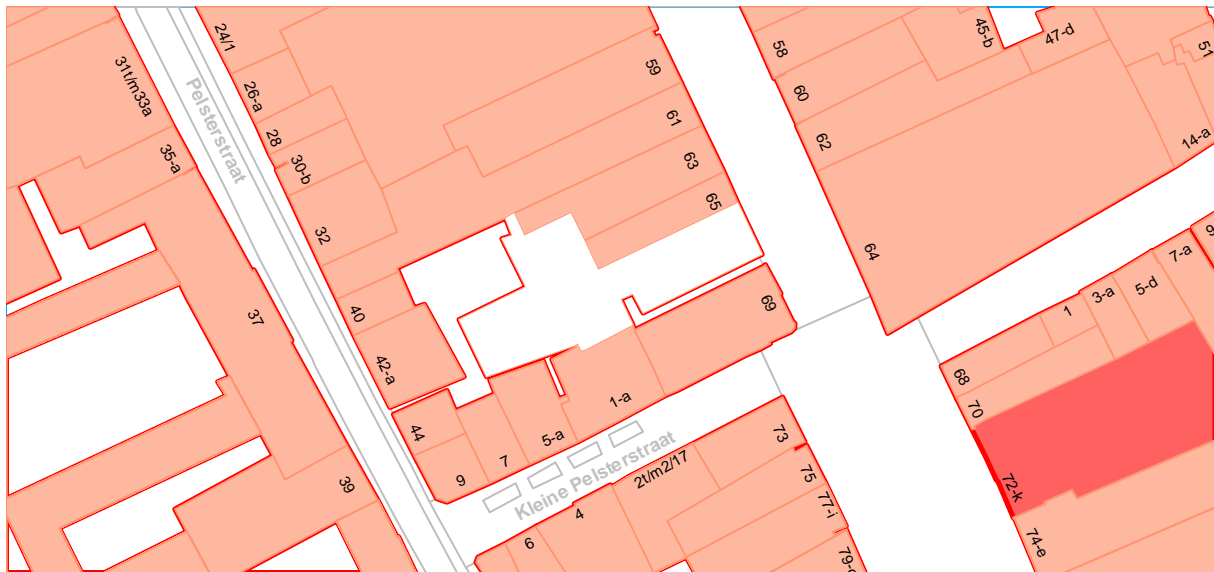 24/1
58
45-b
47-d
51
31t/m33a
Pelsterstraat
26-a
59
60
28
61
62
14-a
35-a
30-b
63
65
32
64
7-a
37
40
69
1
3-a
5-d
42-a
68
1-a
70
44
5-a
73
7
9
Kleine Pelsterstraat
2t/m2/17
75
39
72-k
4
77-i
6
74-e